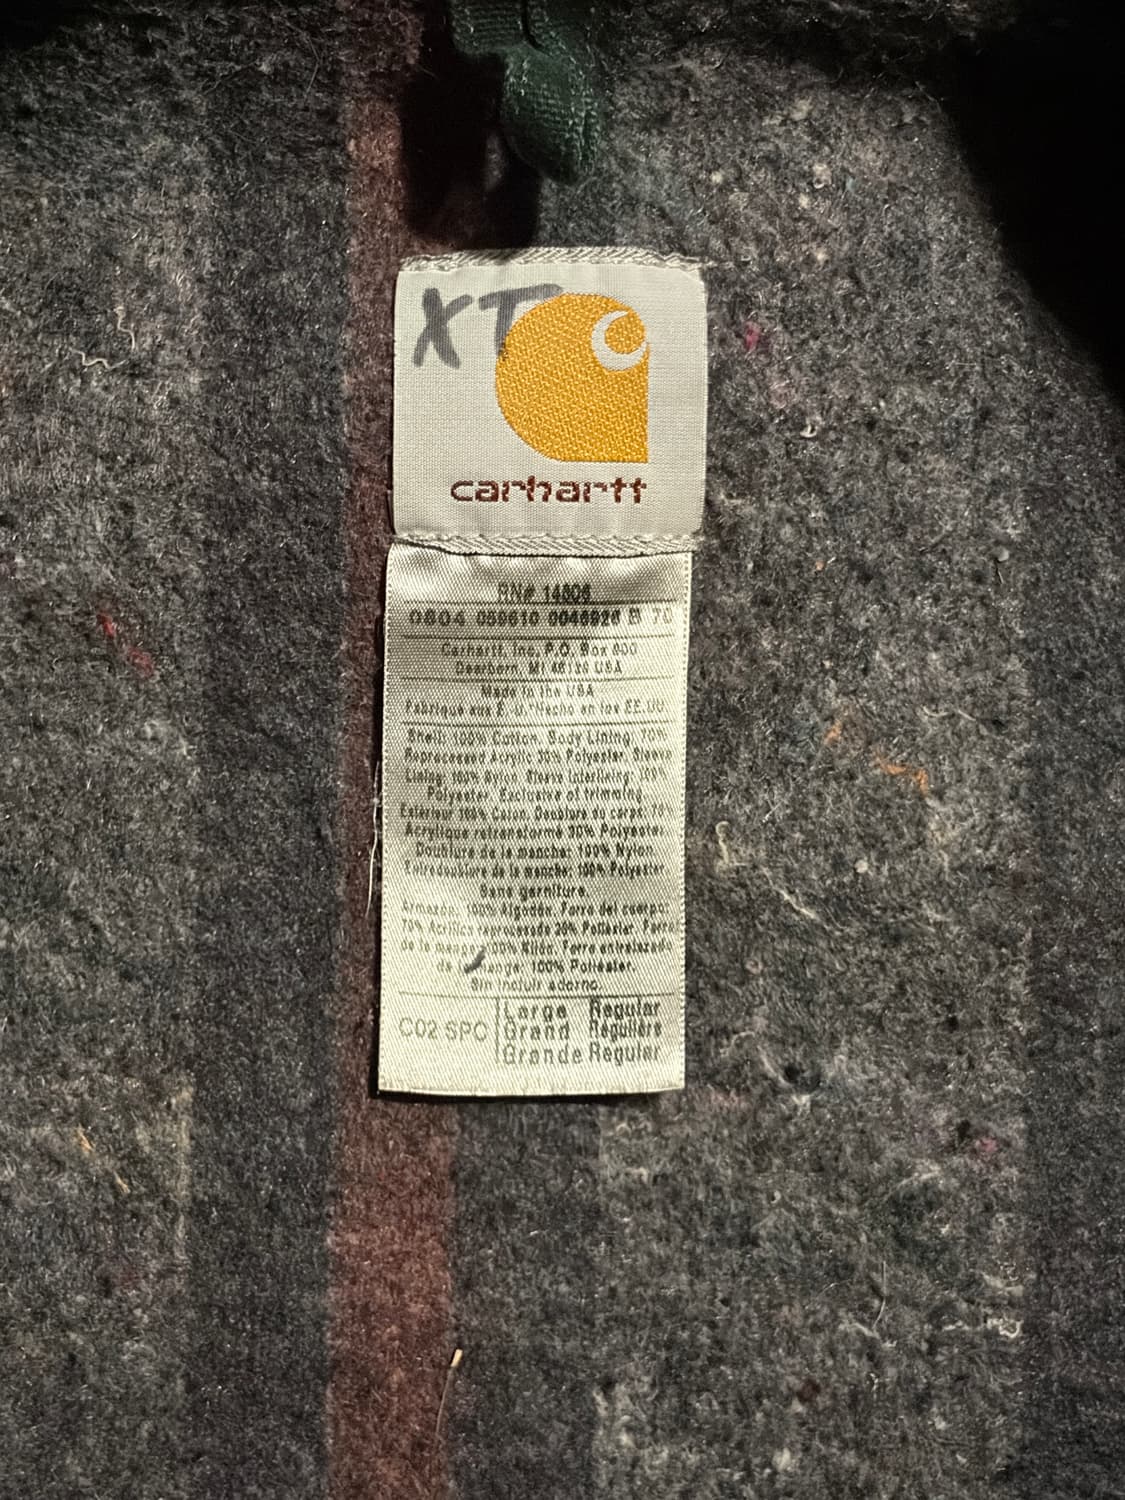 XT
carhartt
RN# 14806
0804 059610 0046926 B 70
Carhartt, Inc. P.O. Box 600
Dearborn, MI 48126 USA
Made in the USA
Fabriqué aux É.-U. Hecho en los EE.UU.
Shell: 100% Cotton, Body Lining: 70%
Reprocessed Acrylic 30% Polyester, Sleeve
Lining: 100% Nylon, Sleeve Interlining: 100%
Polyester, Exclusive of trimming.
Extérieur 100% Coton, Doublure du corps: 70%
Acrylique retransformé 30% Polyester
Doublure de la manche: 100% Nylon
Entredoublure de la manche: 100% Polyester
Sans garniture.
Armazón: 100% Algodón, Forro del cuerpo:
70% Acrílico reprocesado 30% Poliéster, Forro
de la manga 100% Nilón, Forro entrelazado
de la mange: 100% Poliéster.
Sin incluir adorno.
C02 SPC
Large Regular
Grand Régulière
Grande Regular